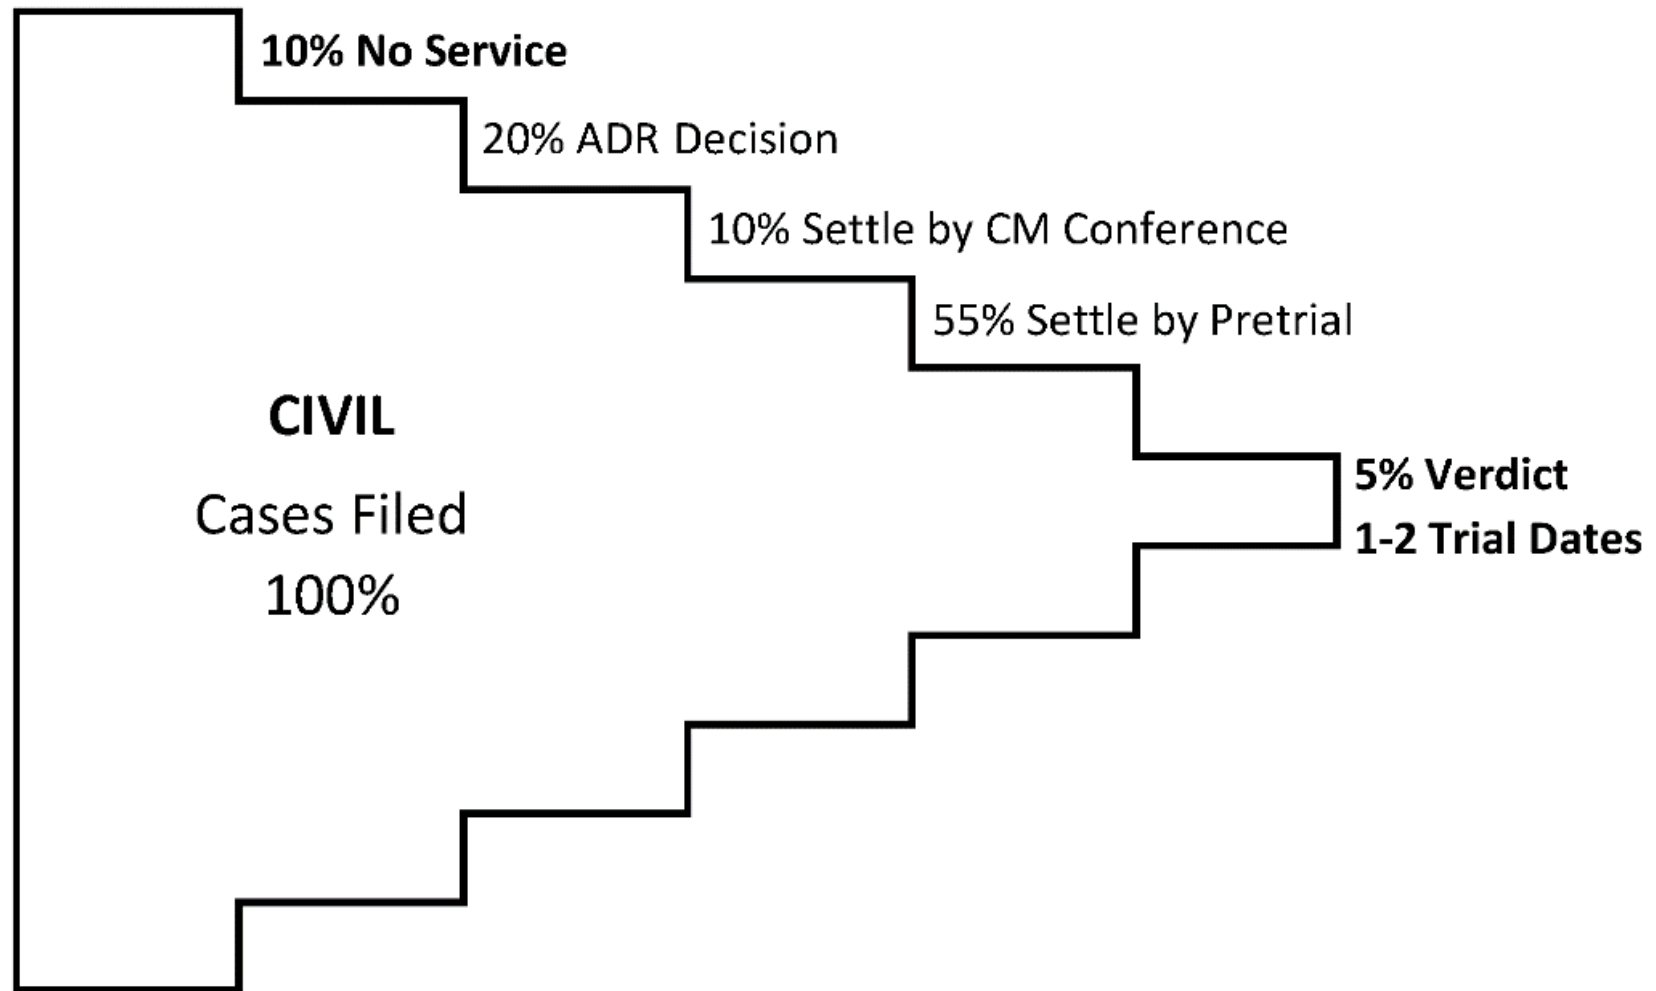 10% No Service
20% ADR Decision
10% Settle by CM Conference
55% Settle by Pretrial
CIVIL
Cases Filed
100%
5% Verdict
1-2 Trial Dates